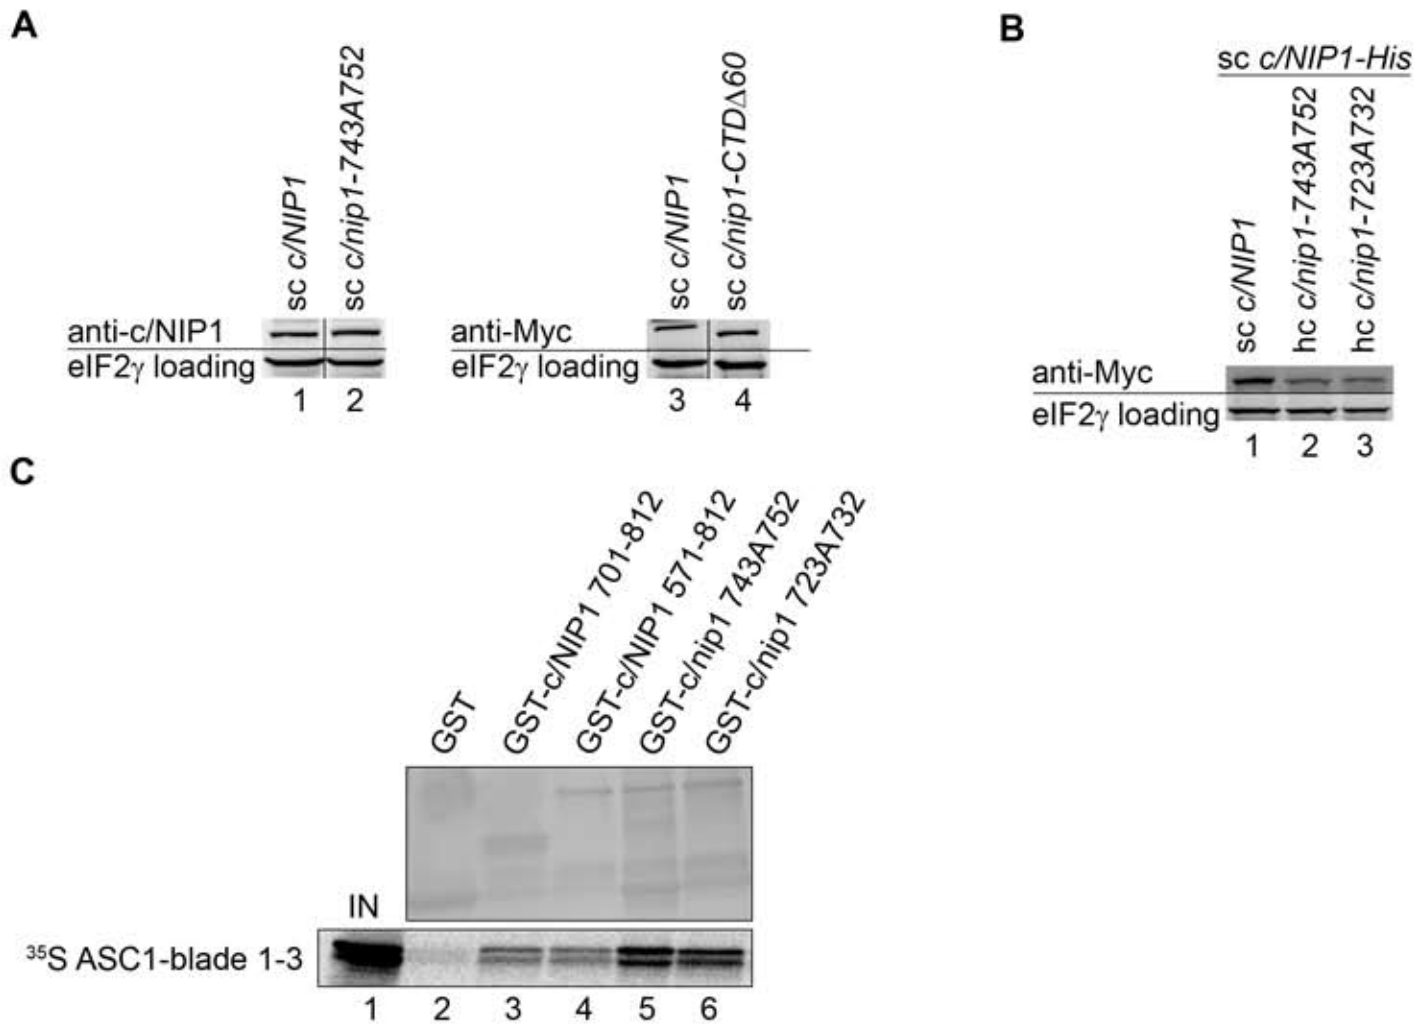 A
sc c/NIP1
sc c/nip1-743A752
anti-c/NIP1
eIF2γ loading
1 2
sc c/NIP1
sc c/nip1-CTDΔ60
anti-Myc
eIF2γ loading
3 4
B
sc c/NIP1-His
sc c/NIP1
hc c/nip1-743A752
hc c/nip1-723A732
anti-Myc
eIF2γ loading
1 2 3
C
GST
GST-c/NIP1 701-812
GST-c/NIP1 571-812
GST-c/nip1 743A752
GST-c/nip1 723A732
IN
³⁵S ASC1-blade 1-3
1 2 3 4 5 6